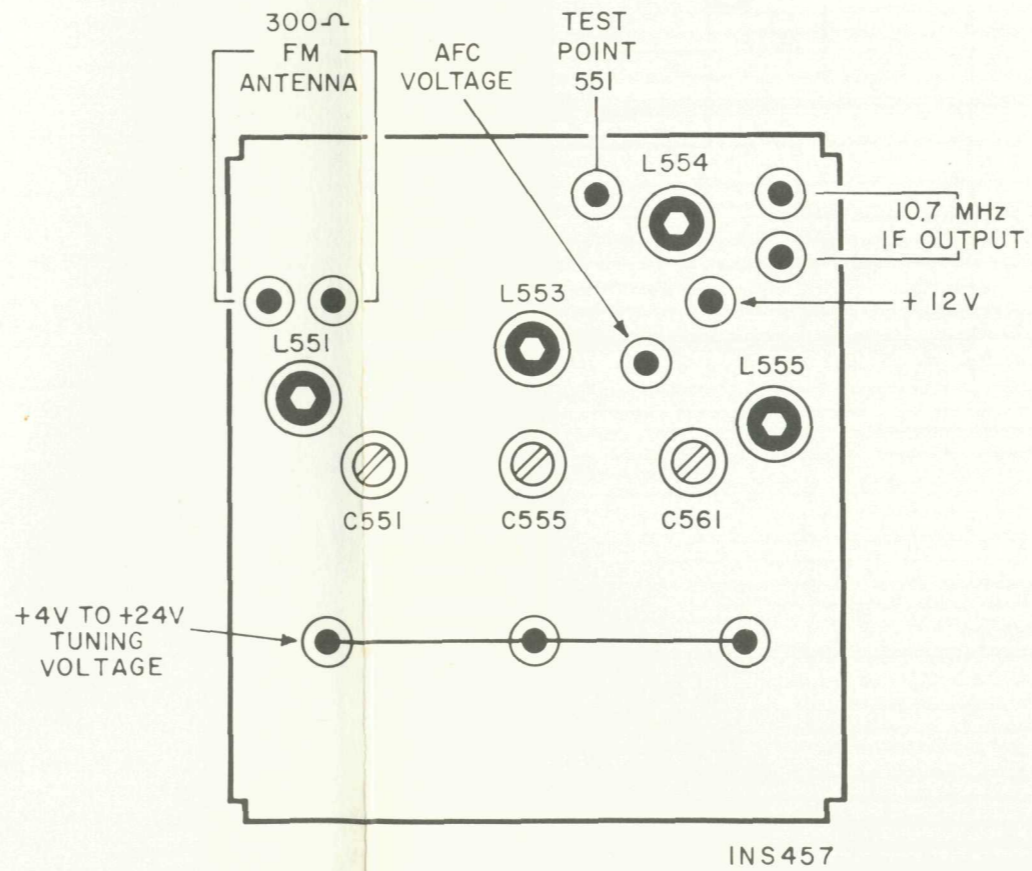 300Ω
FM
ANTENNA
AFC
VOLTAGE
TEST
POINT
551
L554
10.7 MHz
IF OUTPUT
+12V
L553
L551
L555
C551
C555
C561
+4V TO +24V
TUNING
VOLTAGE
INS457